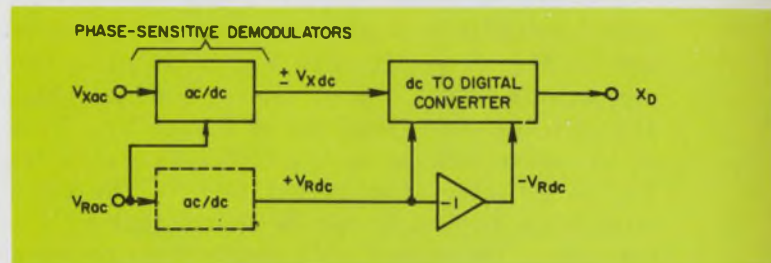 PHASE-SENSITIVE DEMODULATORS
VXac
ac/dc
± VXdc
dc TO DIGITAL
CONVERTER
XD
VRac
ac/dc
+VRdc
-1
-VRdc